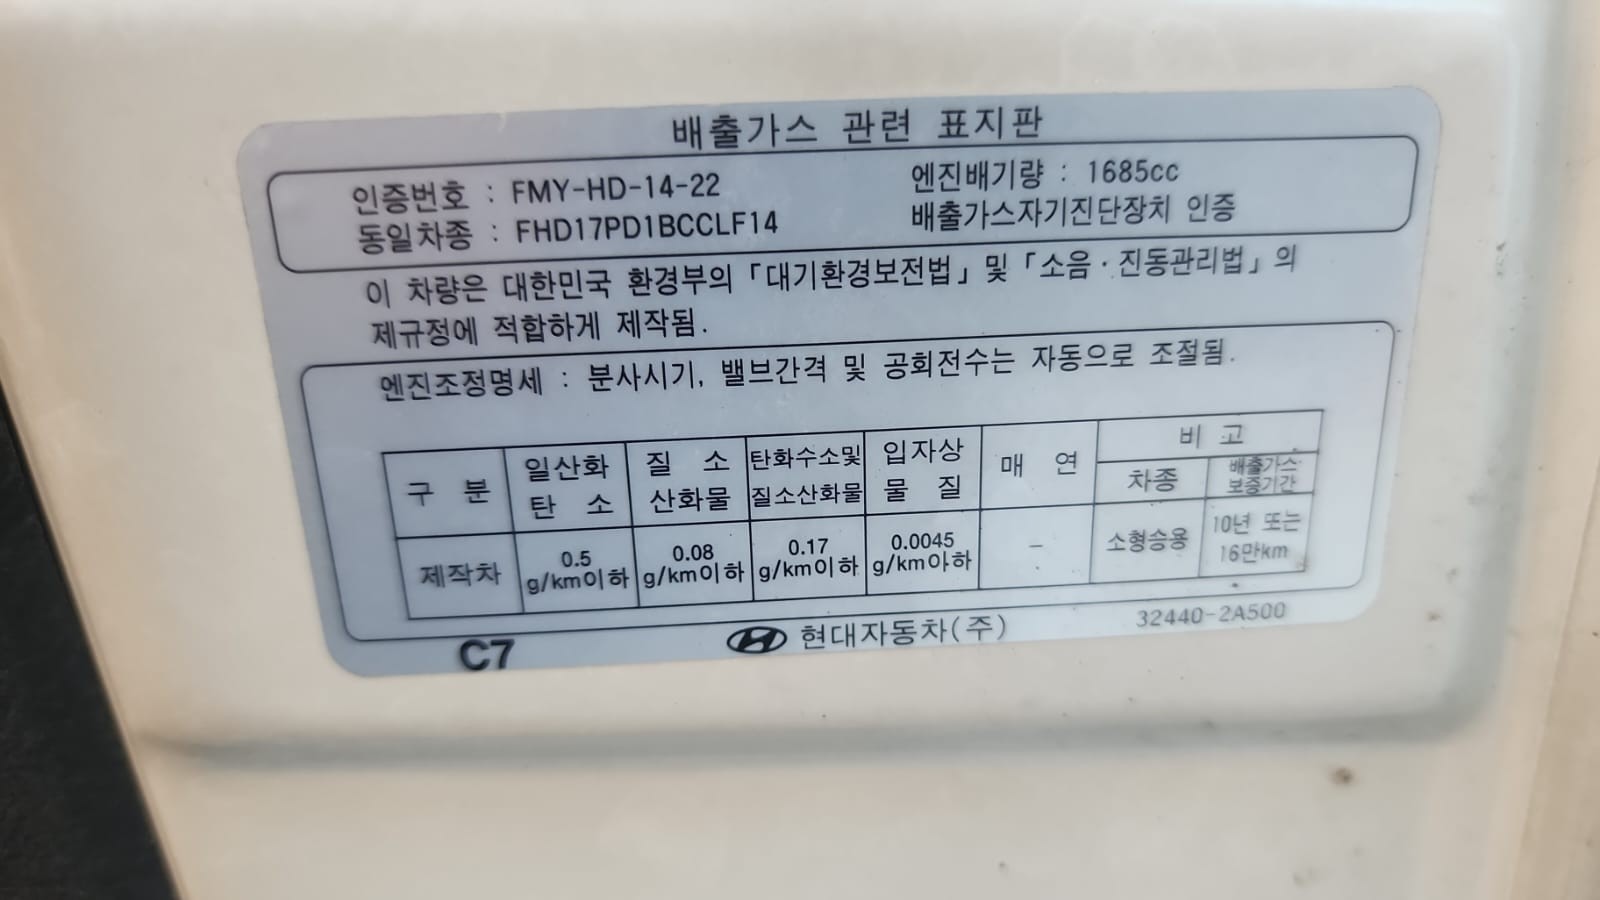 배출가스 관련 표지판
인증번호 : FMY-HD-14-22 엔진배기량 : 1685cc
동일차종 : FHD17PD1BCCLF14 배출가스자기진단장치 인증
이 차량은 대한민국 환경부의 「대기환경보전법」 및 「소음·진동관리법」의
제규정에 적합하게 제작됨.
엔진조정명세 : 분사시기, 밸브간격 및 공회전수는 자동으로 조절됨.
구 분 일산화 탄 소 질 소 산화물 탄화수소및 질소산화물 입자상 물 질 매 연 비 고
차종 배출가스 보증기간
제작차 0.5 g/km이하 0.08 g/km이하 0.17 g/km이하 0.0045 g/km이하 - 소형승용 10년 또는 16만km
C7 현대자동차(주) 32440-2A500